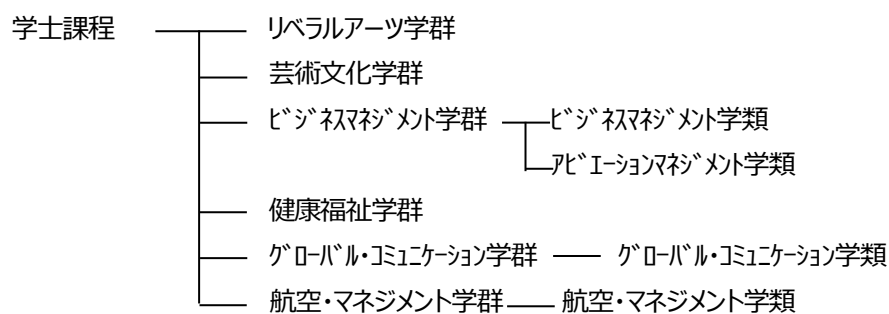 学士課程 リベラルアーツ学群
芸術文化学群
ﾋﾞｼﾞﾈｽﾏﾈｼﾞﾒﾝﾄ学群 ﾋﾞｼﾞﾈｽﾏﾈｼﾞﾒﾝﾄ学類
ｱﾋﾞｴｰｼｮﾝﾏﾈｼﾞﾒﾝﾄ学類
健康福祉学群
ｸﾞﾛｰﾊﾞﾙ・ｺﾐｭﾆｹｰｼｮﾝ学群 ｸﾞﾛｰﾊﾞﾙ・ｺﾐｭﾆｹｰｼｮﾝ学類
航空・マネジメント学群 航空・マネジメント学類